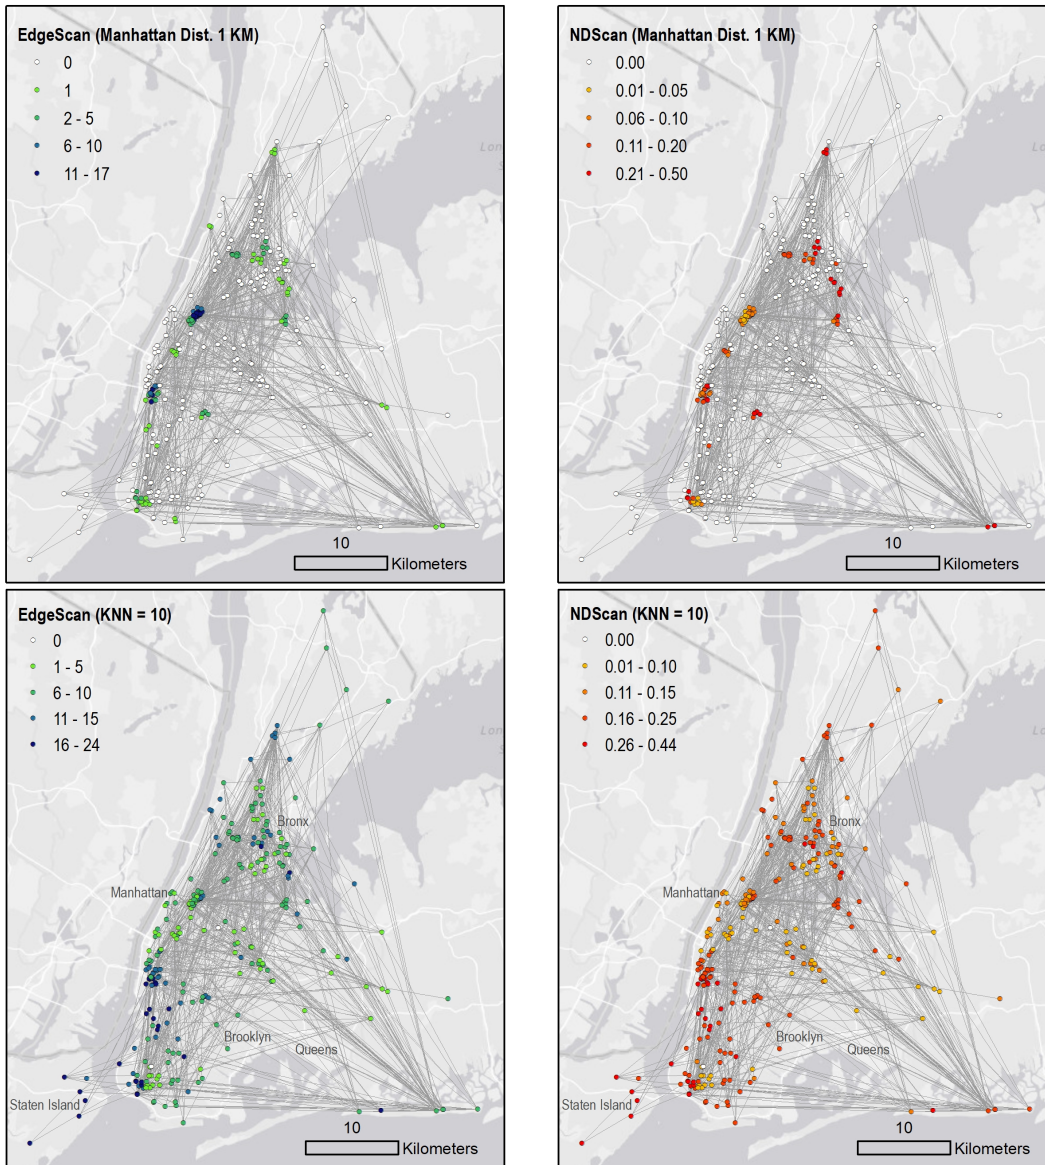 EdgeScan (Manhattan Dist. 1 KM)
0
1
2 - 5
6 - 10
11 - 17
10
Kilometers
NDScan (Manhattan Dist. 1 KM)
0.00
0.01 - 0.05
0.06 - 0.10
0.11 - 0.20
0.21 - 0.50
Lon
10
Kilometers
EdgeScan (KNN = 10)
0
1 - 5
6 - 10
11 - 15
16 - 24
Bronx
Manhattan
Brooklyn
Queens
Staten Island
10
Kilometers
NDScan (KNN = 10)
0.00
0.01 - 0.10
0.11 - 0.15
0.16 - 0.25
0.26 - 0.44
Bronx
Manhattan
Brooklyn
Queens
Staten Island
10
Kilometers